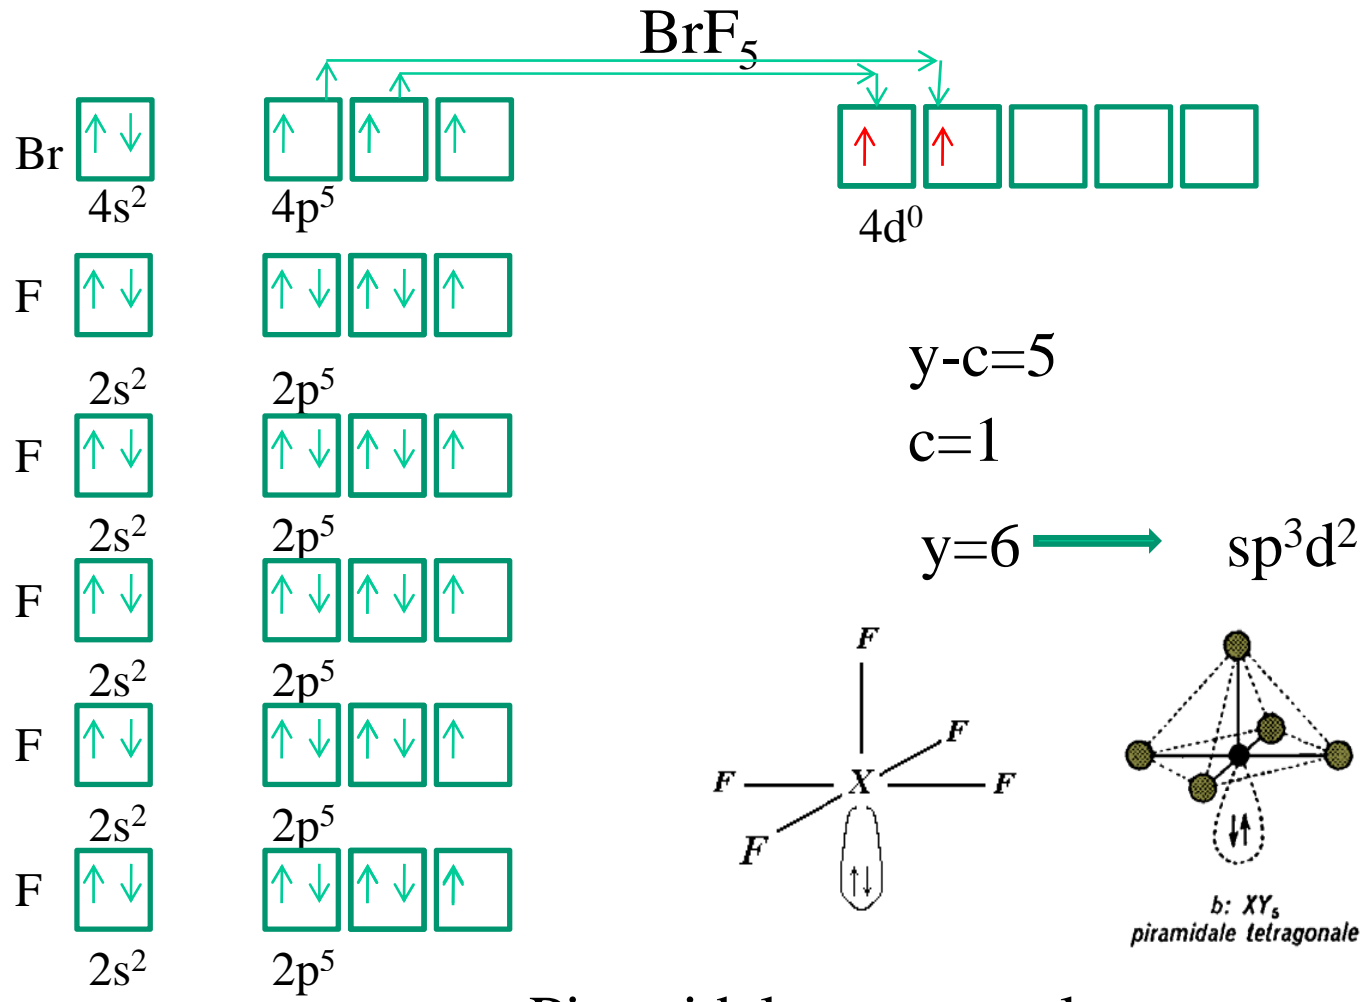 BrF₅
Br
4s² 4p⁵
4d⁰
F
2s² 2p⁵
F
2s² 2p⁵
F
2s² 2p⁵
F
2s² 2p⁵
F
2s² 2p⁵
y-c=5
c=1
y=6 sp³d²
F
F
F X F
F
b: XY₅
piramidale tetragonale